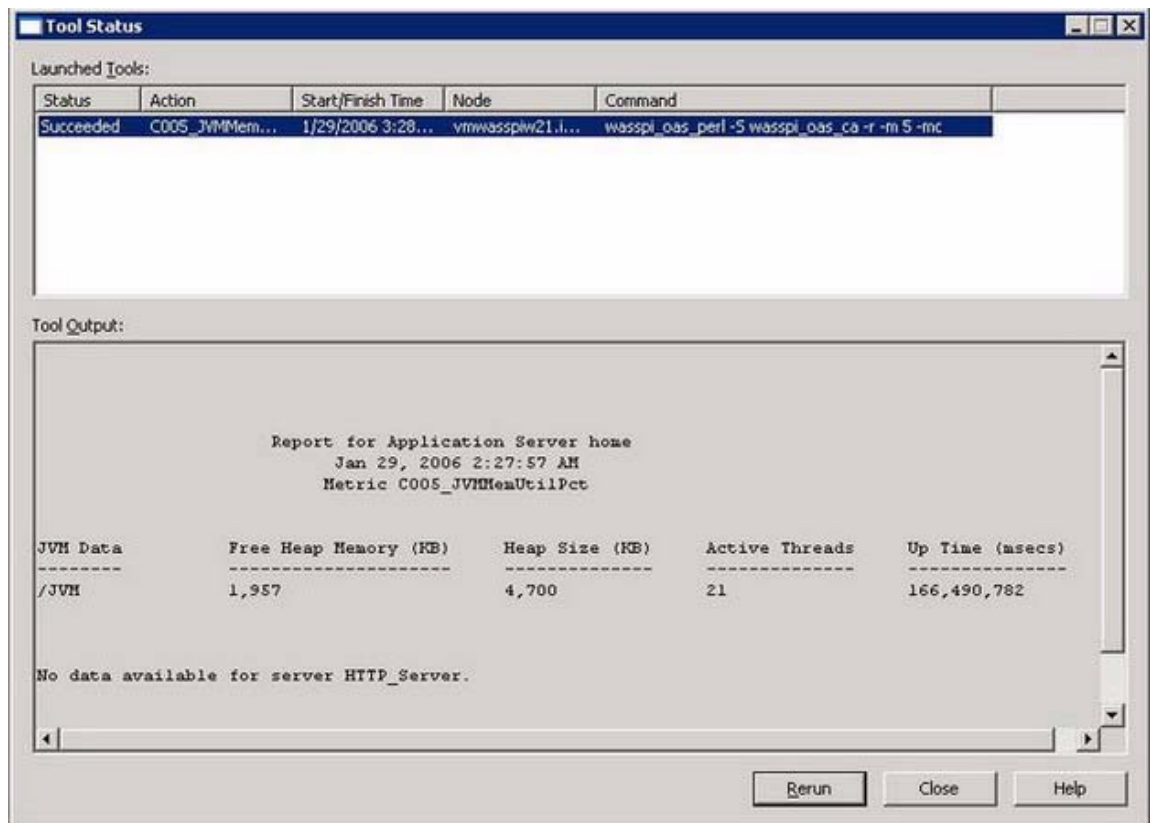 Tool Status
Launched Tools:
Status Action Start/Finish Time Node Command
Succeeded C005_JVMMem... 1/29/2006 3:28... vmwasspiw21.i... wasspi_oas_perl -S wasspi_oas_ca -r -m 5 -mc
Tool Output:
Report for Application Server home
Jan 29, 2006 2:27:57 AM
Metric C005_JVMMemUtilPct
JVM Data Free Heap Memory (KB) Heap Size (KB) Active Threads Up Time (msecs)
-------- --------------------- -------------- -------------- ---------------
/JVM 1,957 4,700 21 166,490,782
No data available for server HTTP_Server.
Rerun Close Help